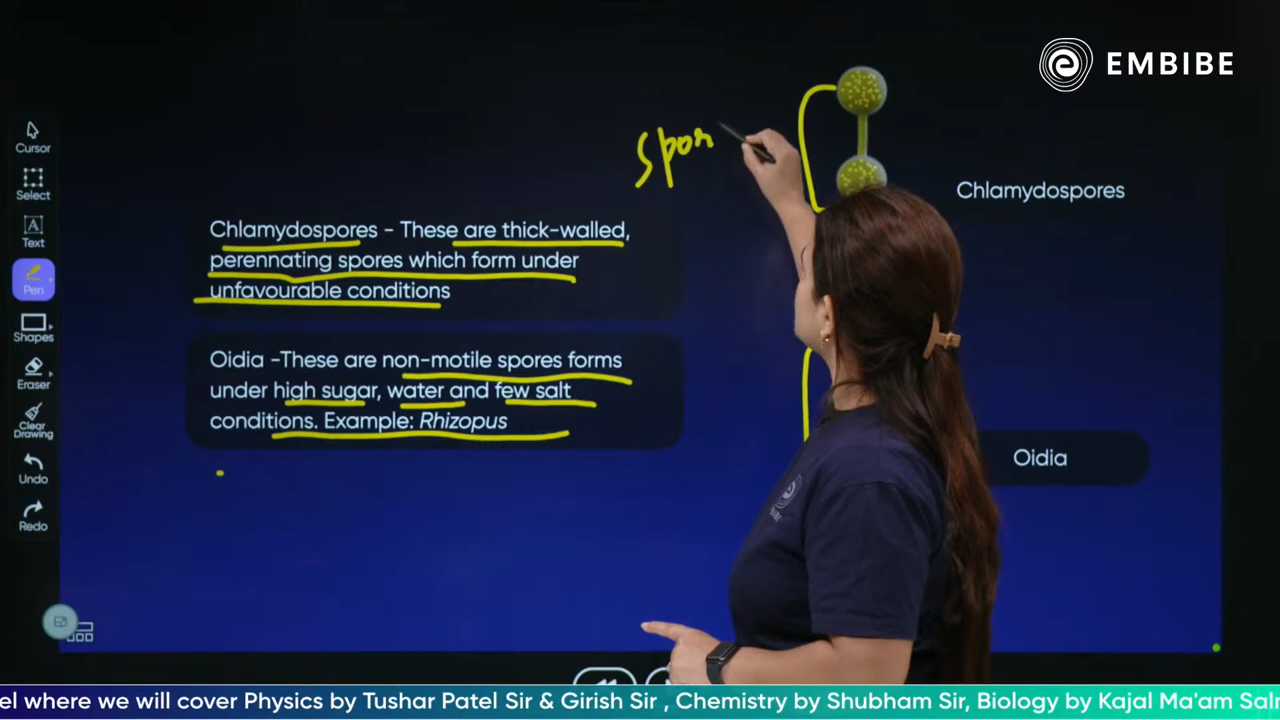 EMBIBE
Cursor
Select
Text
Pen
Shapes
Eraser
Clear
Drawing
Undo
Redo
Spor
Chlamydospores
Chlamydospores - These are thick-walled,
perennating spores which form under
unfavourable conditions
Oidia -These are non-motile spores forms
under high sugar, water and few salt
conditions. Example: Rhizopus
Oidia
el where we will cover Physics by Tushar Patel Sir & Girish Sir , Chemistry by Shubham Sir, Biology by Kajal Ma'am